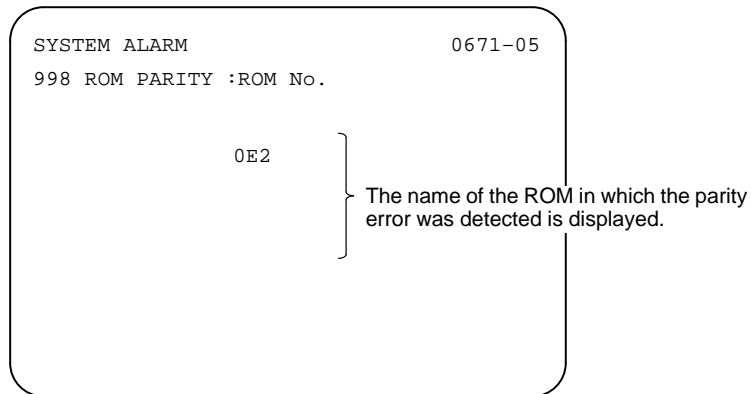 SYSTEM ALARM 0671-05
998 ROM PARITY :ROM No.
0E2
The name of the ROM in which the parity
error was detected is displayed.